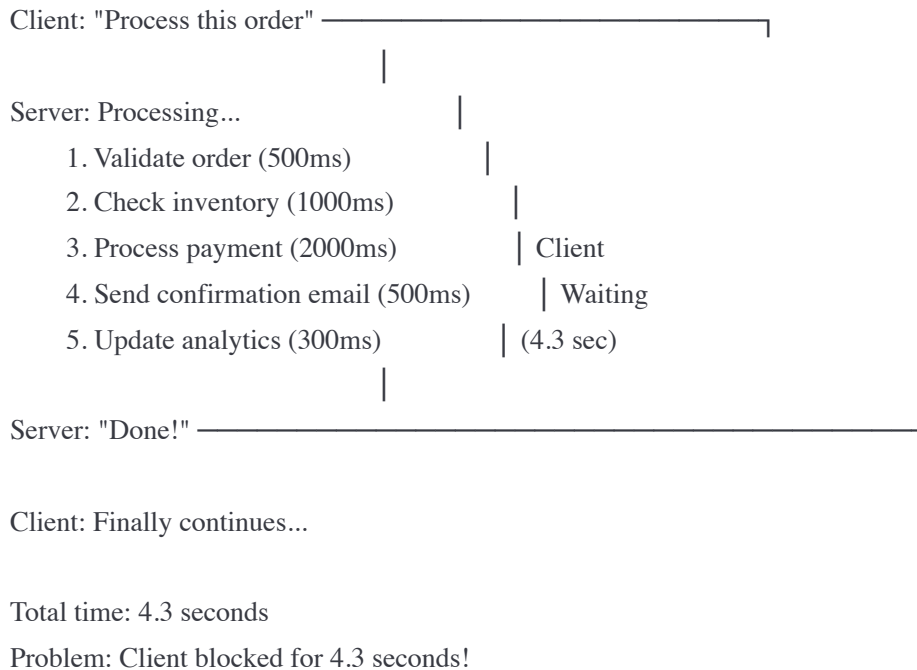 Client: "Process this order" ─────────────────────┐
│
Server: Processing... │
1. Validate order (500ms) │
2. Check inventory (1000ms) │
3. Process payment (2000ms) │ Client
4. Send confirmation email (500ms) │ Waiting
5. Update analytics (300ms) │ (4.3 sec)
│
Server: "Done!" ───────────────────────────────────
Client: Finally continues...
Total time: 4.3 seconds
Problem: Client blocked for 4.3 seconds!